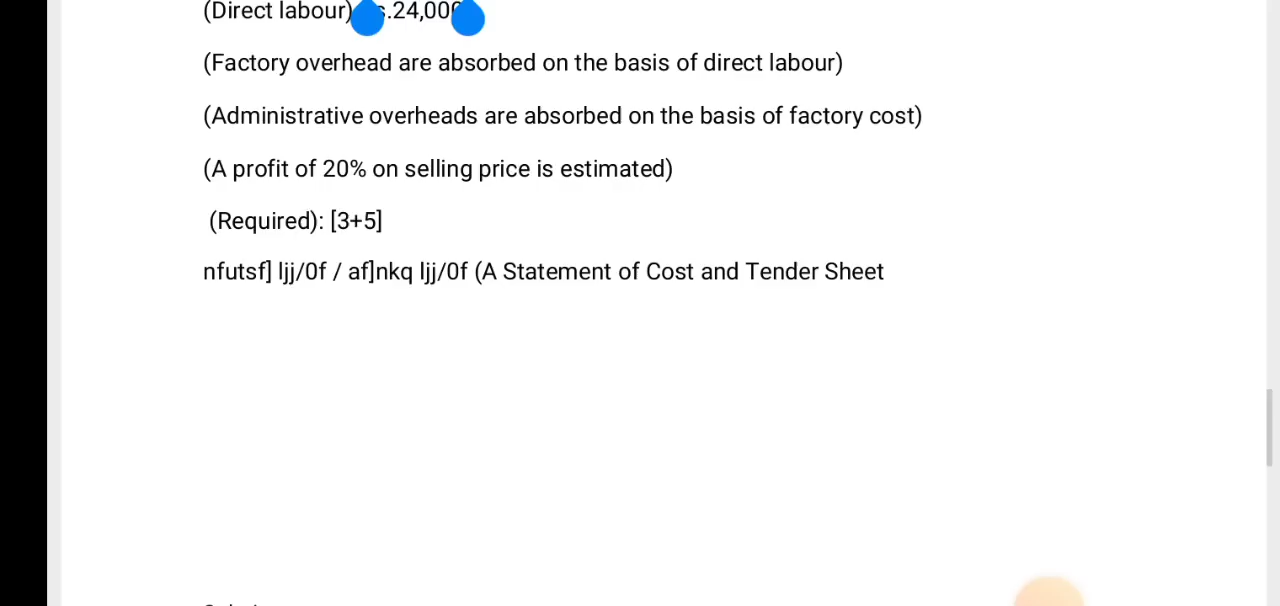 (Direct labour) .24,000
(Factory overhead are absorbed on the basis of direct labour)
(Administrative overheads are absorbed on the basis of factory cost)
(A profit of 20% on selling price is estimated)
(Required): [3+5]
nfutsf] ljj/0f / af]nkq ljj/0f (A Statement of Cost and Tender Sheet